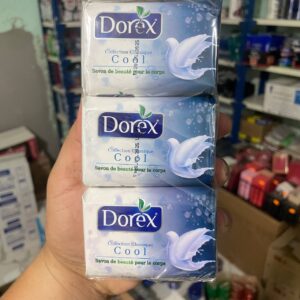 Dorex
Collection Classique
Cool
Savon de beauté pour le corps
Dorex
Collection Classique
Cool
Savon de beauté pour le corps
Dorex
Collection Classique
Cool
Savon de beauté pour le corps